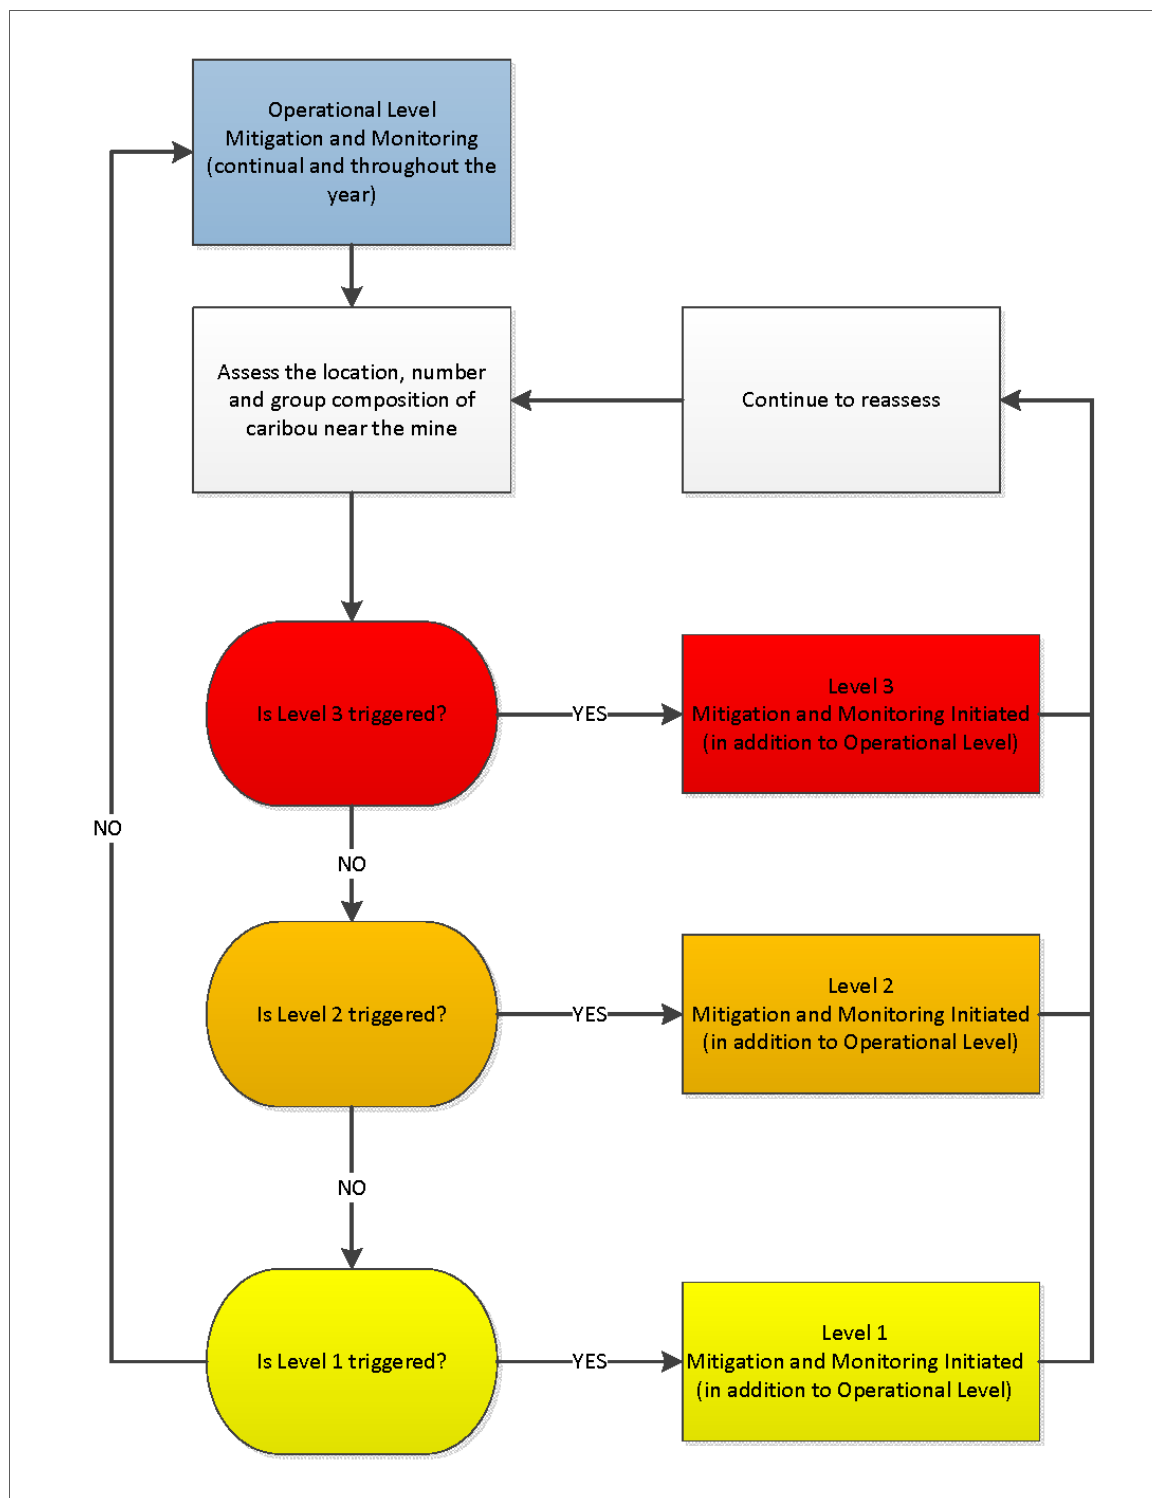 Operational Level
Mitigation and Monitoring
(continual and throughout the
year)
Assess the location, number
and group composition of
caribou near the mine
Continue to reassess
Is Level 3 triggered?
YES
Level 3
Mitigation and Monitoring Initiated
(in addition to Operational Level)
NO
NO
Is Level 2 triggered?
YES
Level 2
Mitigation and Monitoring Initiated
(in addition to Operational Level)
NO
Is Level 1 triggered?
YES
Level 1
Mitigation and Monitoring Initiated
(in addition to Operational Level)